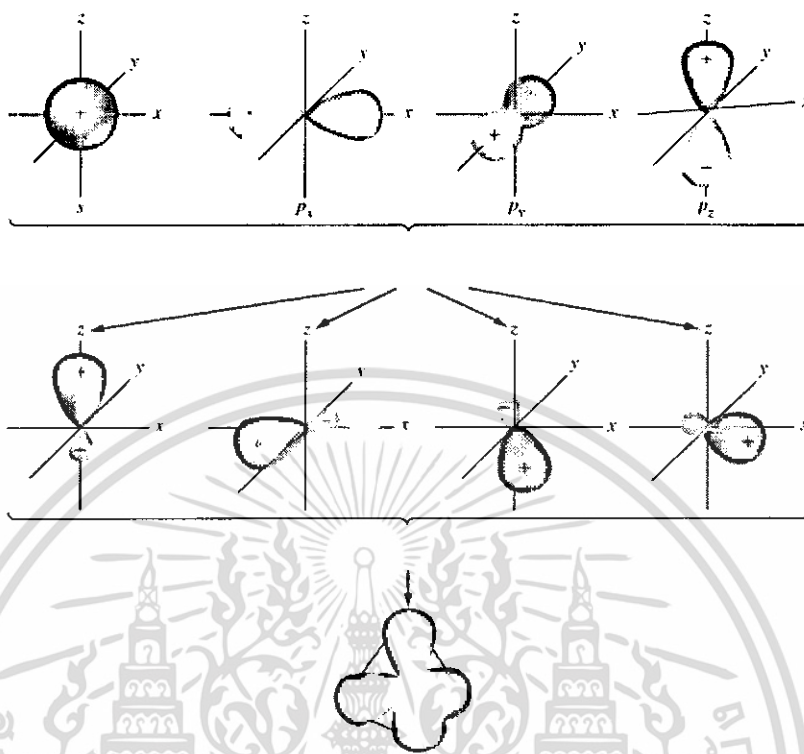 z z z z
y y y y
+ + + +
x x x
s p_x p_y p_z
−
z z z z
y y y y
+ + +
x x x
− −